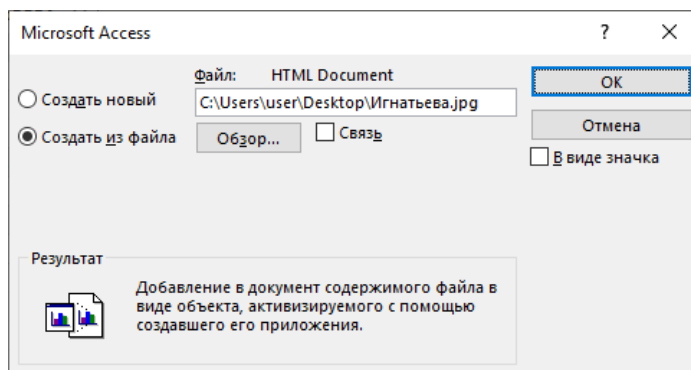 Microsoft Access
Файл: HTML Document
Создать новый
C:\Users\user\Desktop\Игнатьева.jpg
ОК
Создать из файла
Обзор...
Связь
Отмена
В виде значка
Результат
Добавление в документ содержимого файла в
виде объекта, активизируемого с помощью
создавшего его приложения.